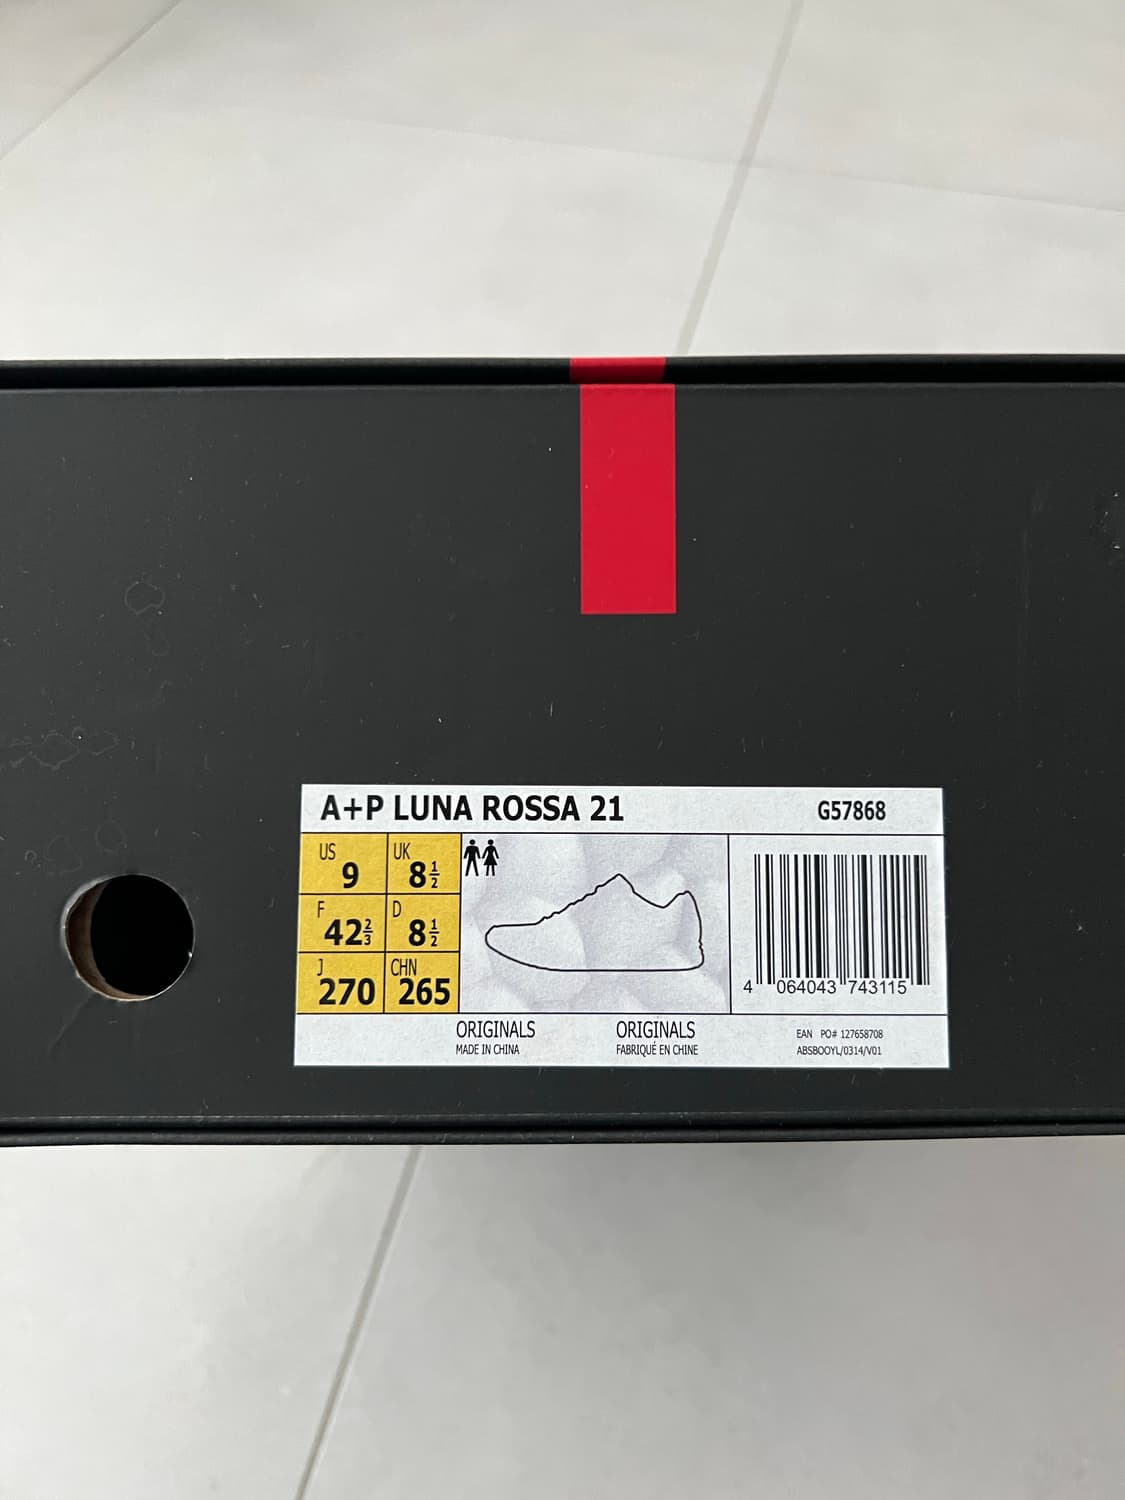 A+P LUNA ROSSA 21 G57868
US 9 UK 8½
F 42⅔ D 8½
J 270 CHN 265
4 064043 743115
ORIGINALS ORIGINALS
MADE IN CHINA FABRIQUÉ EN CHINE
EAN PO# 127658708
ABSBOOYL/0314/V01